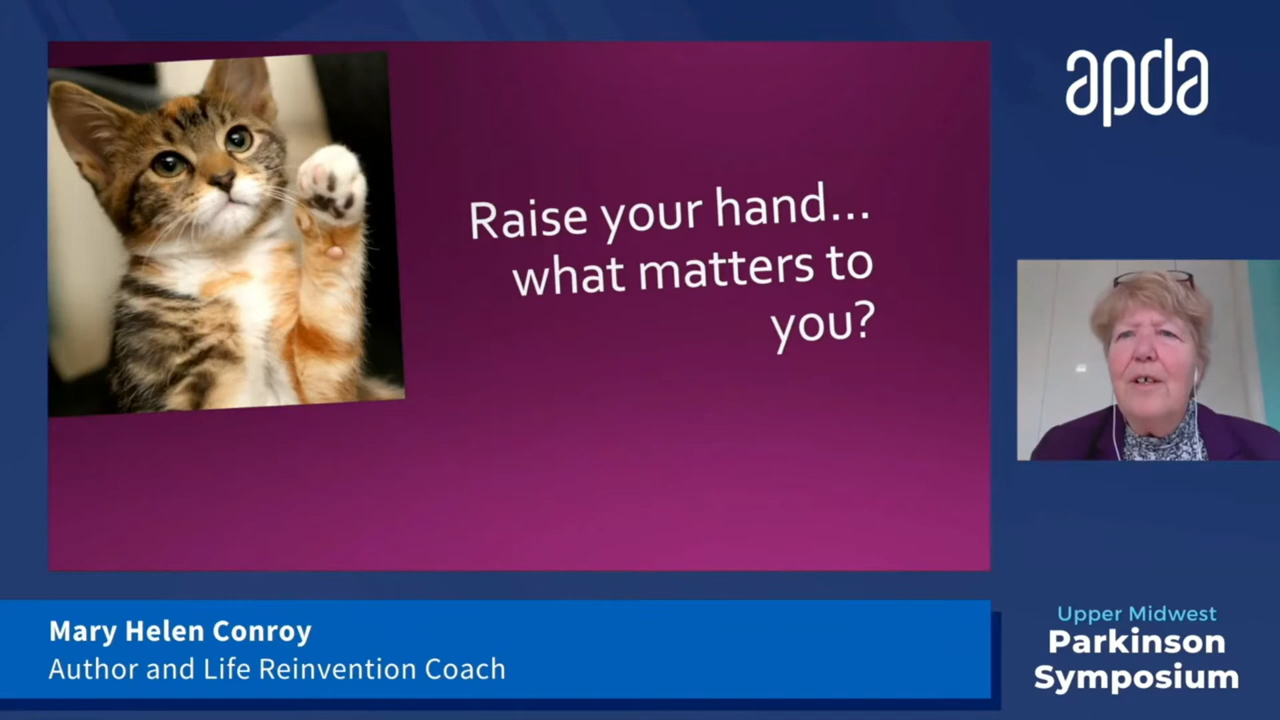 apda
Raise your hand...
what matters to
you?
Mary Helen Conroy
Author and Life Reinvention Coach
Upper Midwest
Parkinson
Symposium